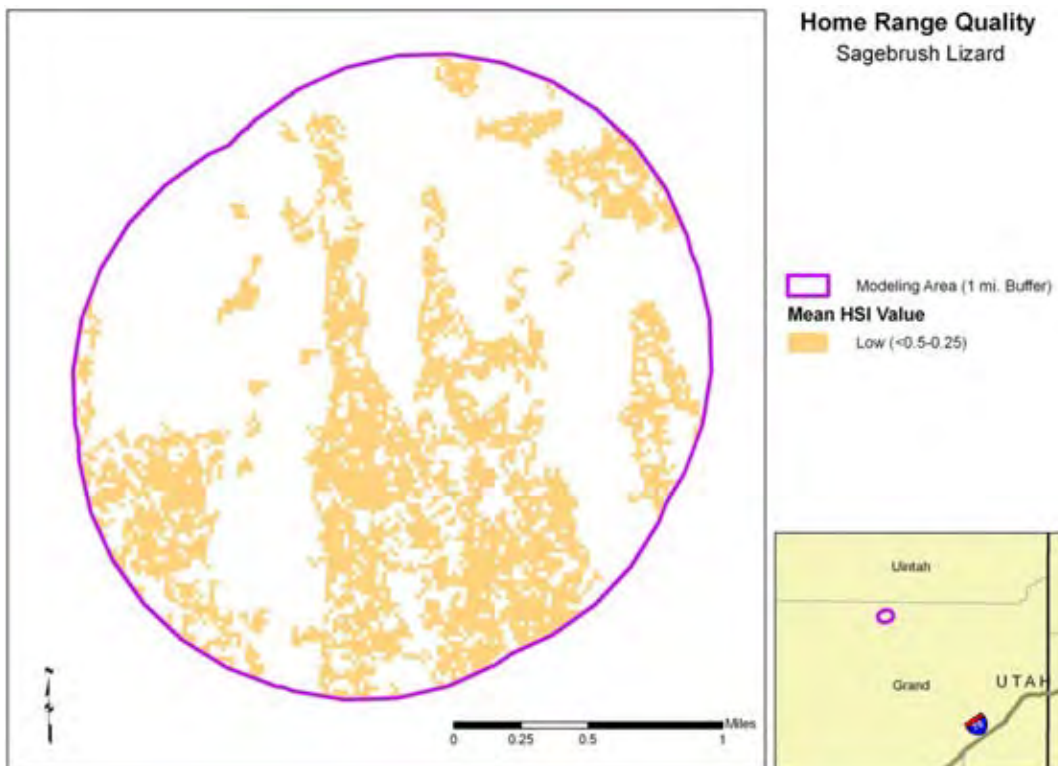 Home Range Quality
Sagebrush Lizard
Modeling Area (1 mi. Buffer)
Mean HSI Value
Low (<0.5-0.25)
Miles
0 0.25 0.5 1
Uintah
Grand
UTAH